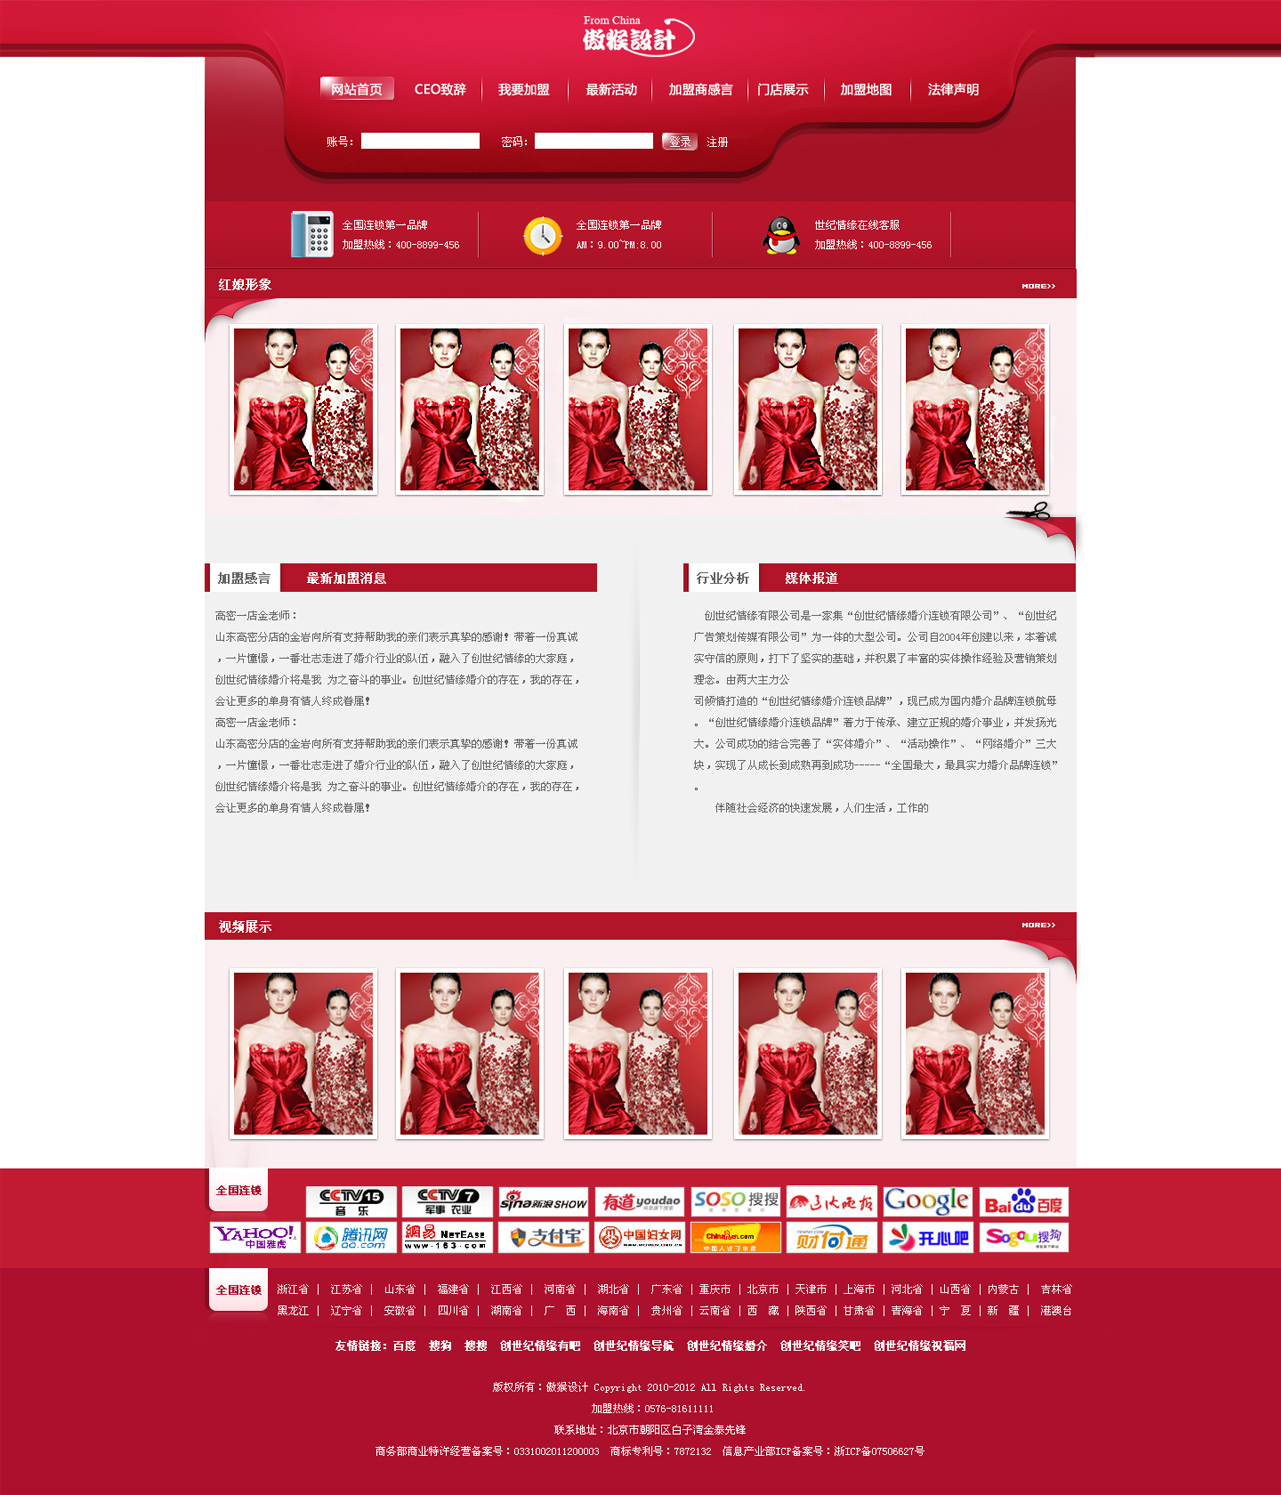 From China
傲猴設計
网站首页 CEO致辞 我要加盟 最新活动 加盟商感言 门店展示 加盟地图 法律声明
账号: 密码: 登录 注册
全国连锁第一品牌
加盟热线：400-8899-456
全国连锁第一品牌
AM：9.00~PM:8.00
世纪情缘在线客服
加盟热线：400-8899-456
红娘形象 MORE>>
加盟感言 最新加盟消息
高密一店金老师：
山东高密分店的金岩向所有支持帮助我的亲们表示真挚的感谢！带着一份真诚
，一片憧憬，一番壮志走进了婚介行业的队伍，融入了创世纪情缘的大家庭，
创世纪情缘婚介将是我 为之奋斗的事业。创世纪情缘婚介的存在，我的存在，
会让更多的单身有情人终成眷属！
高密一店金老师：
山东高密分店的金岩向所有支持帮助我的亲们表示真挚的感谢！带着一份真诚
，一片憧憬，一番壮志走进了婚介行业的队伍，融入了创世纪情缘的大家庭，
创世纪情缘婚介将是我 为之奋斗的事业。创世纪情缘婚介的存在，我的存在，
会让更多的单身有情人终成眷属！
行业分析 媒体报道
创世纪情缘有限公司是一家集“创世纪情缘婚介连锁有限公司”、“创世纪
广告策划传媒有限公司”为一体的大型公司。公司自2004年创建以来，本着诚
实守信的原则，打下了坚实的基础，并积累了丰富的实体操作经验及营销策划
理念。由两大主力公
司倾情打造的“创世纪情缘婚介连锁品牌”，现已成为国内婚介品牌连锁航母
。“创世纪情缘婚介连锁品牌”著力于传承、建立正规的婚介事业，并发扬光
大。公司成功的结合完善了“实体婚介”、“活动操作”、“网络婚介”三大
块，实现了从成长到成熟再到成功-----“全国最大，最具实力婚介品牌连锁”
。
伴随社会经济的快速发展，人们生活，工作的
视频展示 MORE>>
全国连锁
CCTV 15 音乐 CCTV 7 军事 农业 sina新浪SHOW 有道youdao SOSO搜搜 Google Bai百度
YAHOO! 中国雅虎 腾讯网 QQ.com 網易 NETEASE www.163.com 支付宝 中国妇女网 财付通 开心吧 Sogou搜狗
全国连锁
浙江省 | 江苏省 | 山东省 | 福建省 | 江西省 | 河南省 | 湖北省 | 广东省 | 重庆市 | 北京市 | 天津市 | 上海市 | 河北省 | 山西省 | 内蒙古 | 吉林省
黑龙江 | 辽宁省 | 安徽省 | 四川省 | 湖南省 | 广 西 | 海南省 | 贵州省 | 云南省 | 西 藏 | 陕西省 | 甘肃省 | 青海省 | 宁 夏 | 新 疆 | 港澳台
友情链接：百度 搜狗 搜搜 创世纪情缘有吧 创世纪情缘导航 创世纪情缘婚介 创世纪情缘笑吧 创世纪情缘祝福网
版权所有：傲猴设计 Copyright 2010-2012 All Rights Reserved.
加盟热线：0576-81611111
联系地址：北京市朝阳区白子湾金泰先锋
商务部商业特许经营备案号：0331002011200003 商标专利号：7872132 信息产业部ICP备案号：浙ICP备07506627号